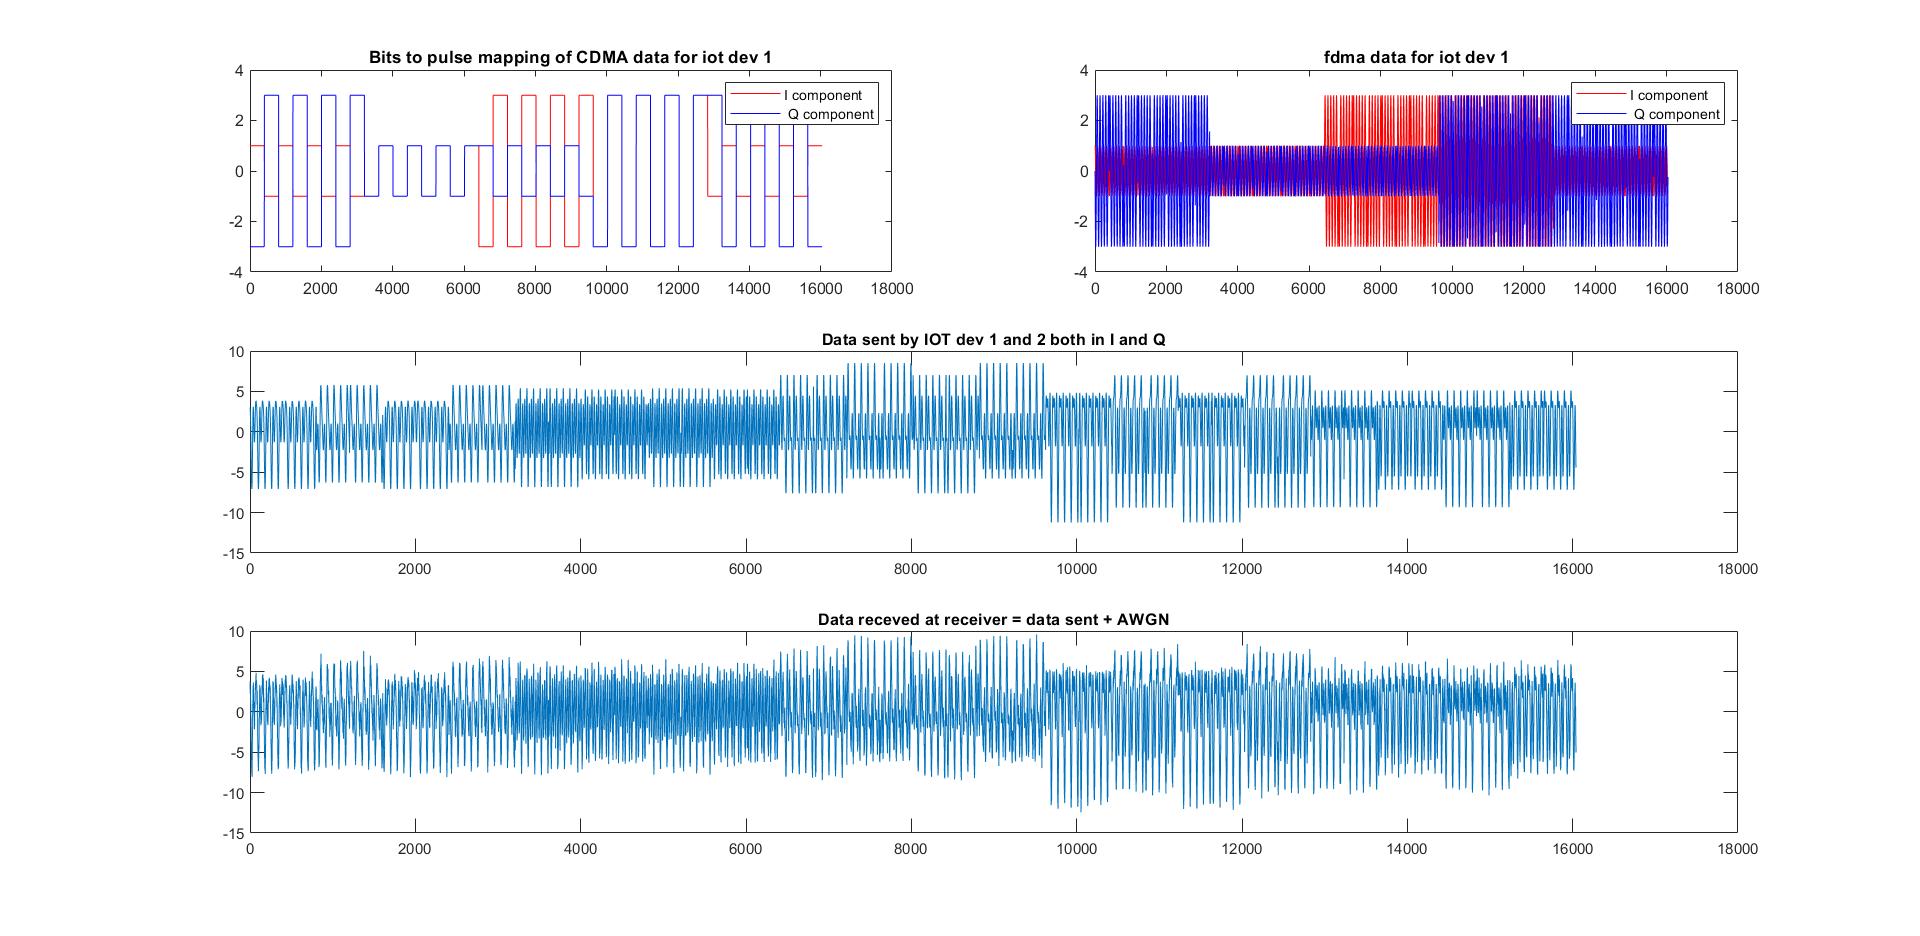 Bits to pulse mapping of CDMA data for iot dev 1
4
2
0
-2
-4
0 2000 4000 6000 8000 10000 12000 14000 16000 18000
I component
Q component
fdma data for iot dev 1
4
2
0
-2
-4
0 2000 4000 6000 8000 10000 12000 14000 16000 18000
I component
Q component
Data sent by IOT dev 1 and 2 both in I and Q
10
5
0
-5
-10
-15
0 2000 4000 6000 8000 10000 12000 14000 16000 18000
Data receved at receiver = data sent + AWGN
10
5
0
-5
-10
-15
0 2000 4000 6000 8000 10000 12000 14000 16000 18000